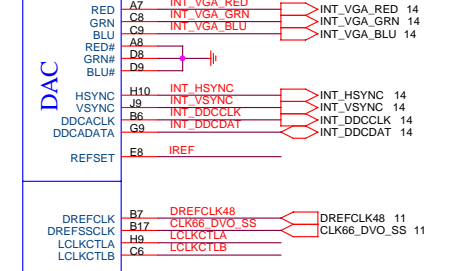 RED A7 INT_VGA_RED INT_VGA_RED 14
GRN C8 INT_VGA_GRN INT_VGA_GRN 14
BLU C9 INT_VGA_BLU INT_VGA_BLU 14
RED# A8
GRN# D8
BLU# D9
DAC
HSYNC H10 INT_HSYNC INT_HSYNC 14
VSYNC J9 INT_VSYNC INT_VSYNC 14
DDCACLK B6 INT_DDCCLK INT_DDCCLK 14
DDCADATA G9 INT_DDCDAT INT_DDCDAT 14
REFSET E8 IREF
DREFCLK B7 DREFCLK48 DREFCLK48 11
DREFSSCLK B17 CLK66_DVO_SS CLK66_DVO_SS 11
LCLKCTLA H9 LCLKCTLA
LCLKCTLB C6 LCLKCTLB